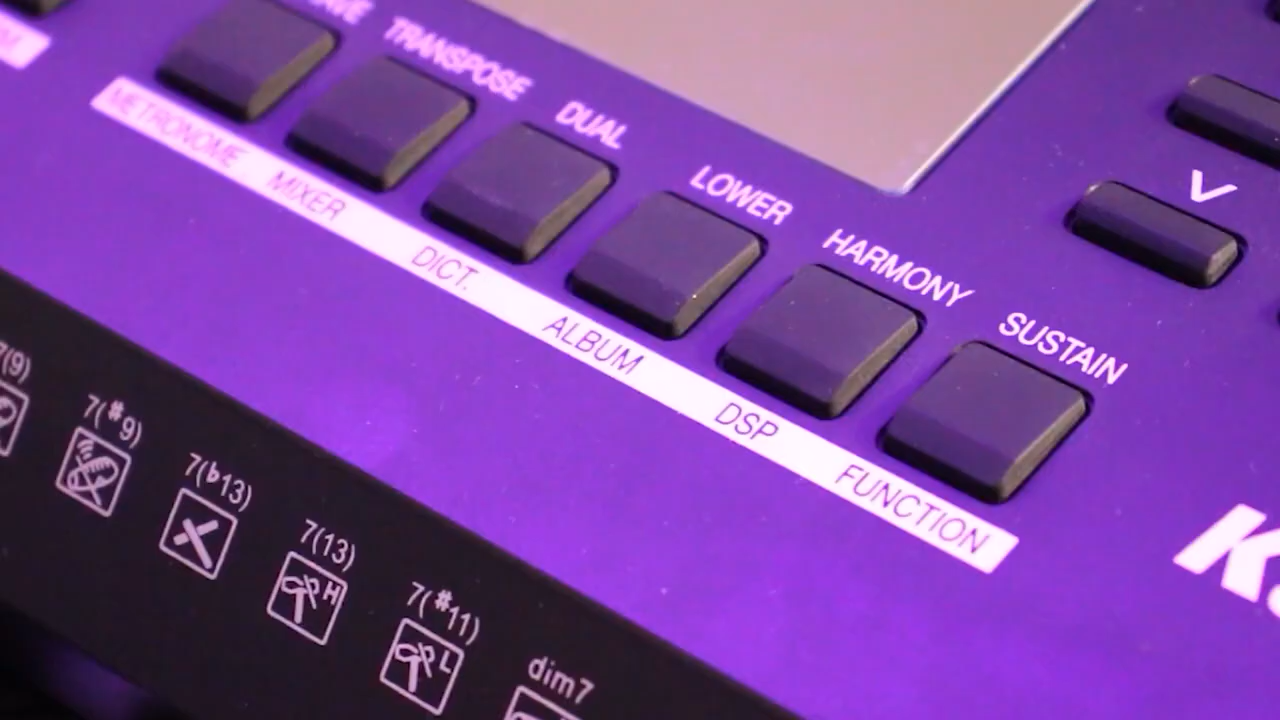 TRANSPOSE
DUAL
LOWER
HARMONY
SUSTAIN
METRONOME
MIXER
DICT.
ALBUM
DSP
FUNCTION
7(#9)
7(b13)
7(13)
H
7(#11)
L
dim7